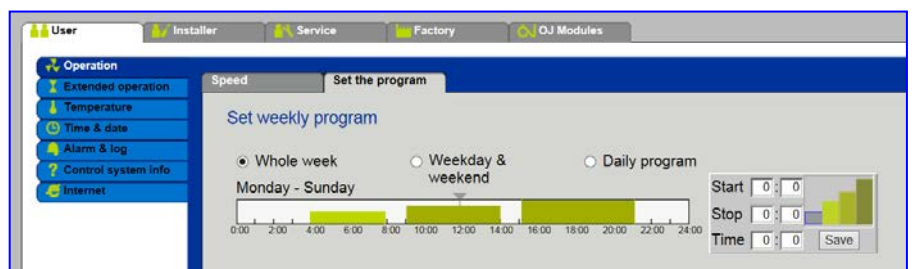 User Installer Service Factory OJ Modules
Operation
Extended operation
Temperature
Time & date
Alarm & log
Control system info
Internet
Speed Set the program
Set weekly program
Whole week Weekday & weekend Daily program
Monday - Sunday
0:00 2:00 4:00 6:00 8:00 10:00 12:00 14:00 16:00 18:00 20:00 22:00 24:00
Start 0 : 0
Stop 0 : 0
Time 0 : 0 Save